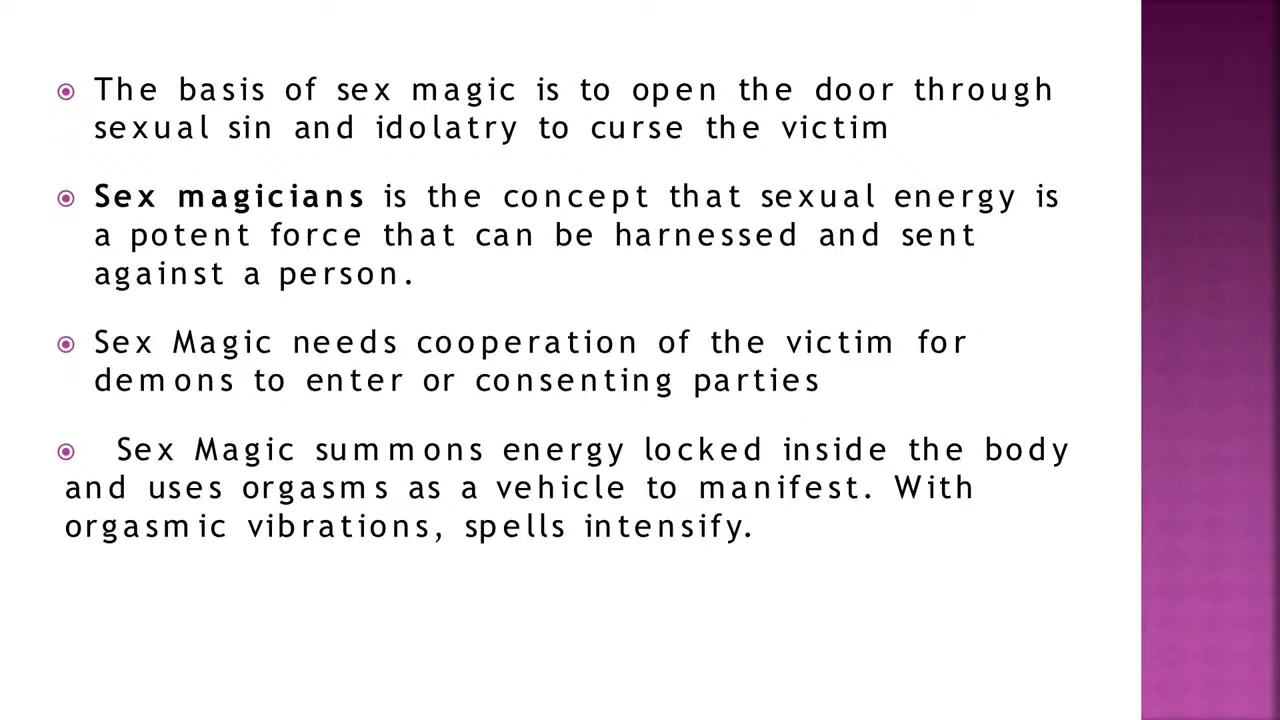 The basis of sex magic is to open the door through
sexual sin and idolatry to curse the victim
Sex magicians is the concept that sexual energy is
a potent force that can be harnessed and sent
against a person.
Sex Magic needs cooperation of the victim for
demons to enter or consenting parties
Sex Magic summons energy locked inside the body
and uses orgasms as a vehicle to manifest. With
orgasmic vibrations, spells intensify.